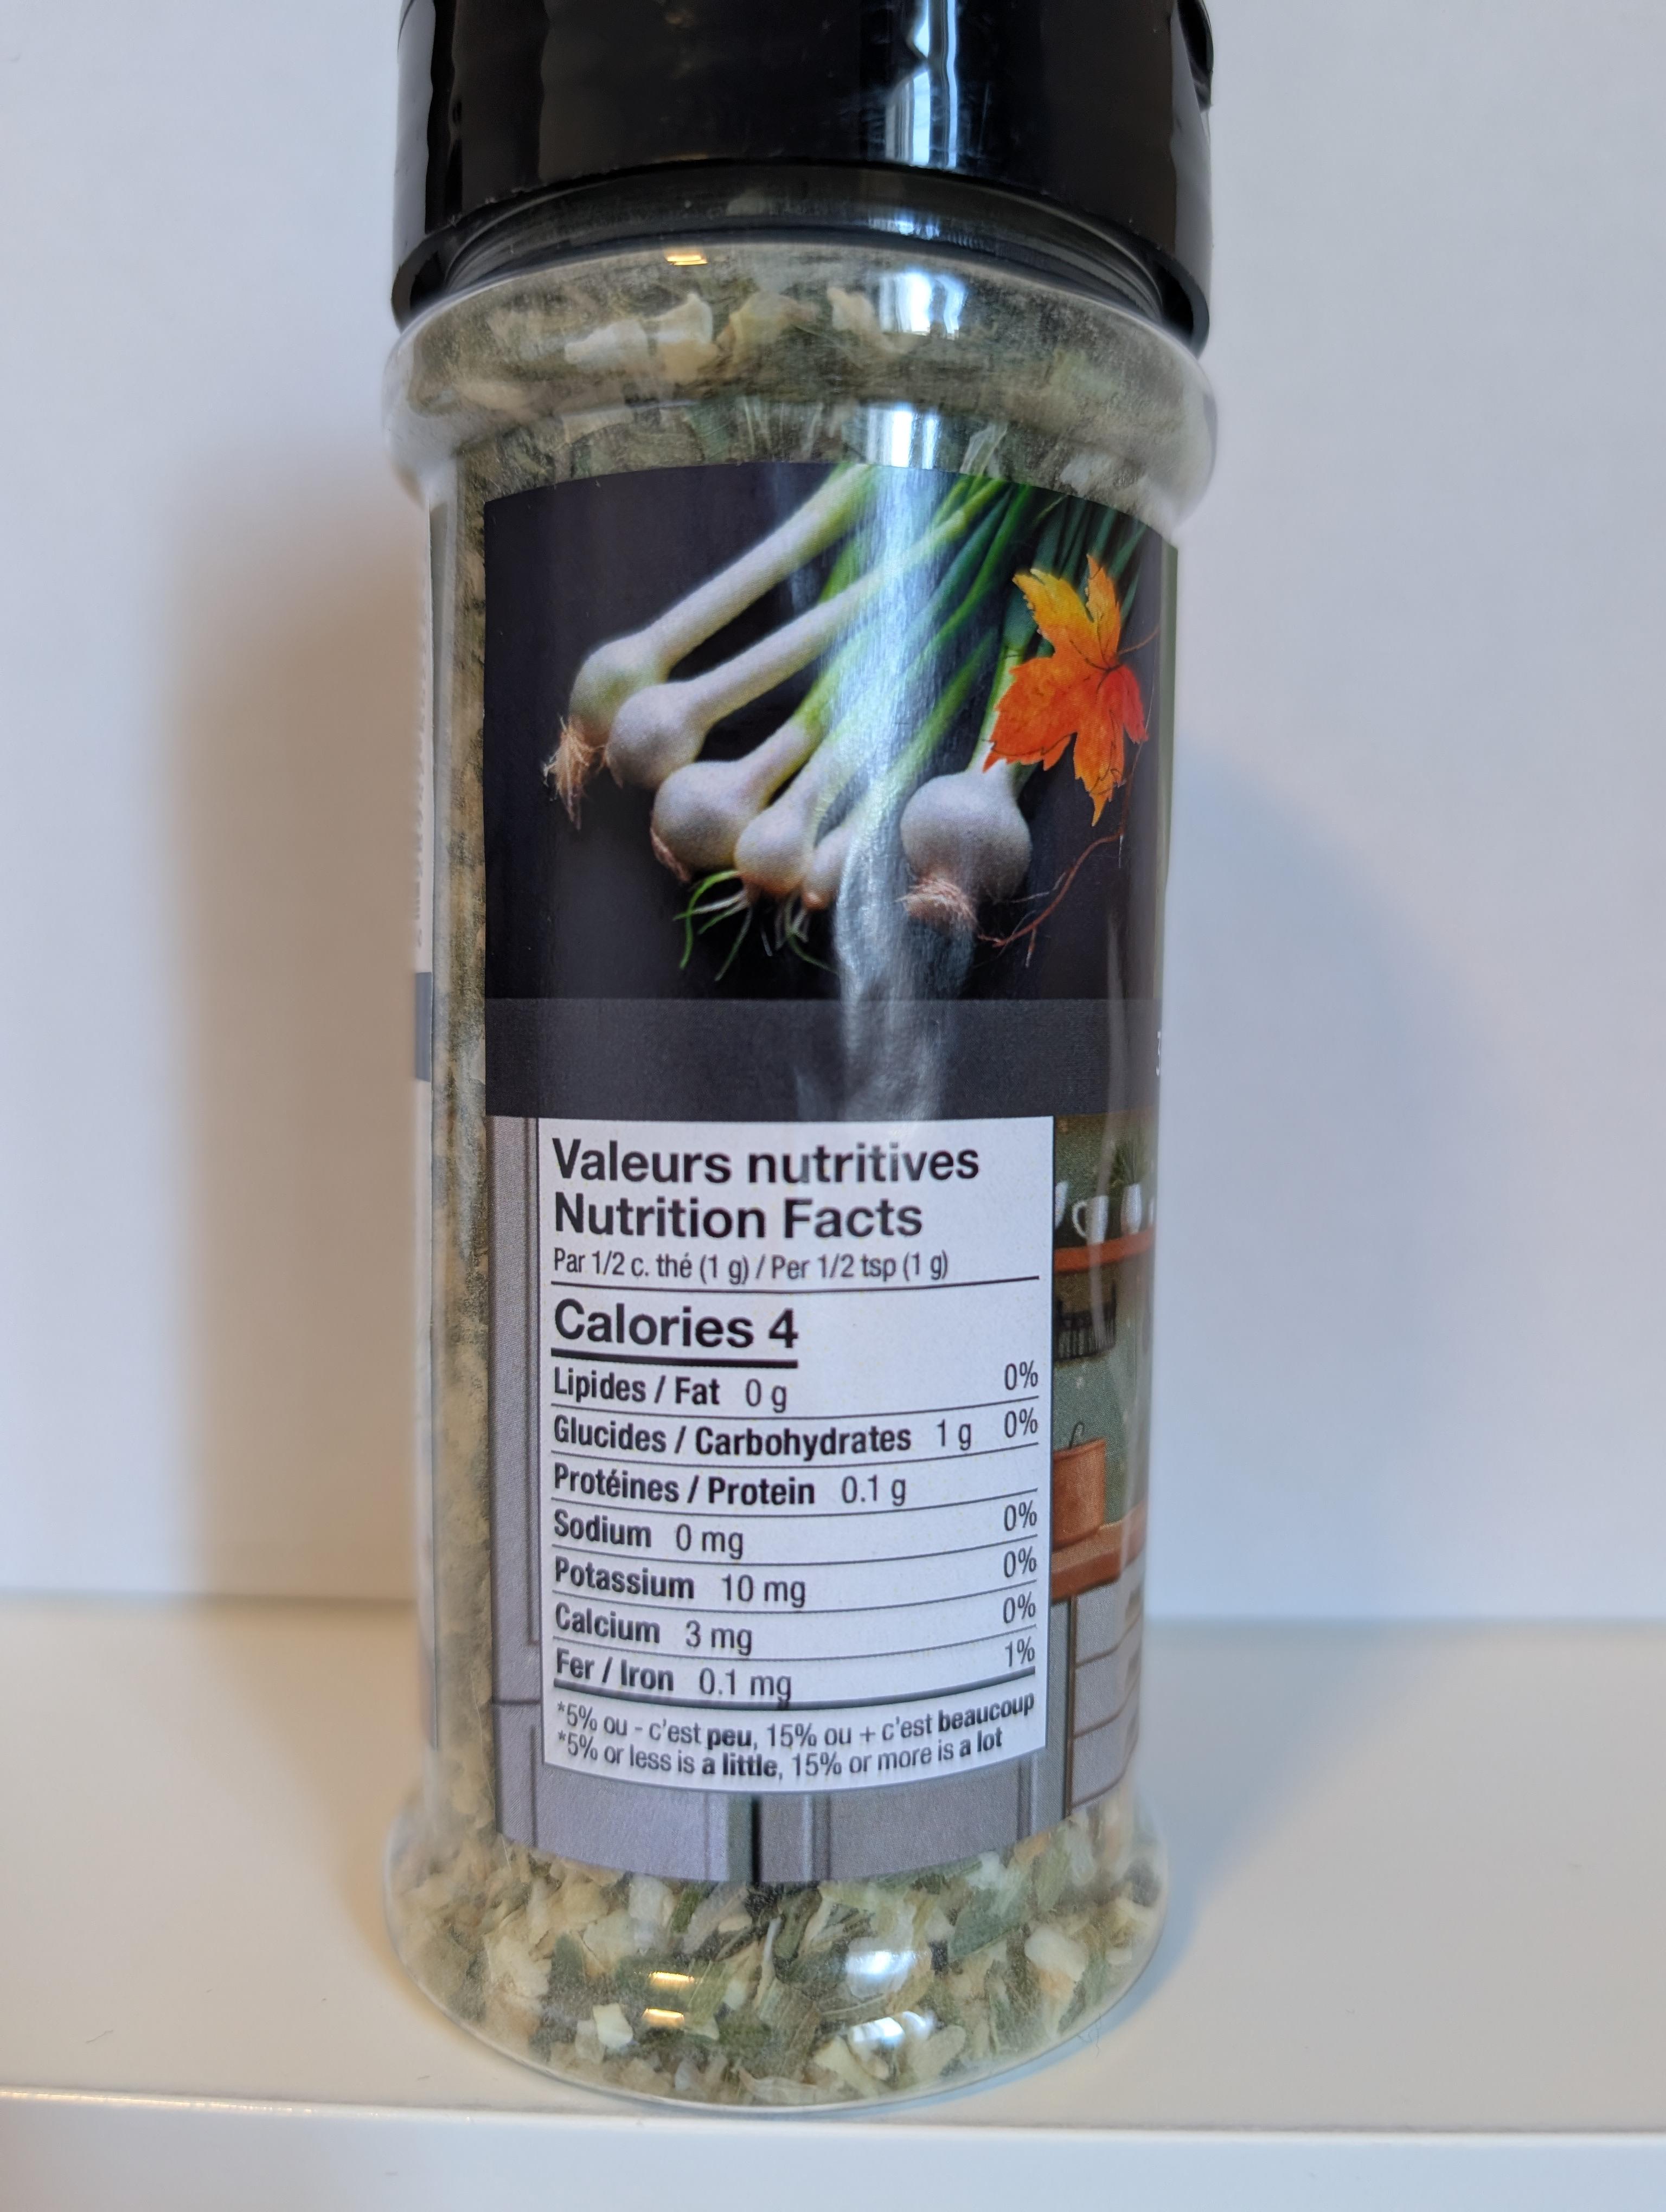 Valeurs nutritives
Nutrition Facts
Par 1/2 c. thé (1 g) / Per 1/2 tsp (1 g)
Calories 4
Lipides / Fat 0 g 0%
Glucides / Carbohydrates 1 g 0%
Protéines / Protein 0.1 g
Sodium 0 mg 0%
Potassium 10 mg 0%
Calcium 3 mg 0%
Fer / Iron 0.1 mg 1%
*5% ou - c'est peu, 15% ou + c'est beaucoup
*5% or less is a little, 15% or more is a lot